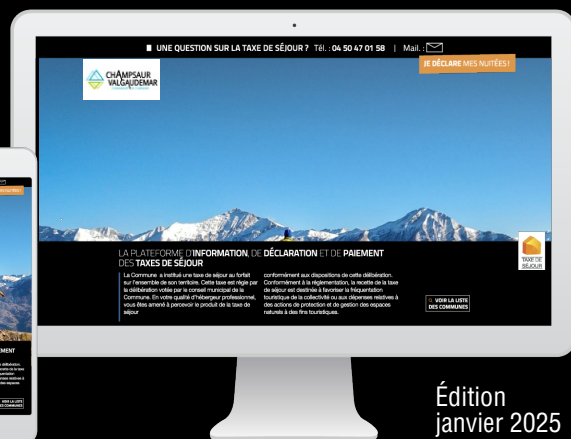 UNE QUESTION SUR LA TAXE DE SÉJOUR ? Tél. : 04 50 47 01 58 | Mail. :
JE DÉCLARE MES NUITÉES !
CHAMPSAUR
VALGAUDEMAR
LA PLATEFORME D'INFORMATION, DE DÉCLARATION ET DE PAIEMENT
DES TAXES DE SÉJOUR
La Commune a institué une taxe de séjour au forfait
sur l'ensemble de son territoire. Cette taxe est régie par
la délibération votée par le conseil municipal de la
Commune. En votre qualité d'hébergeur professionnel,
vous êtes amené à percevoir le produit de la taxe de
séjour
conformément aux dispositions de cette délibération.
Conformément à la réglementation, la recette de la taxe
de séjour est destinée à favoriser la fréquentation
touristique de la collectivité ou aux dépenses relatives à
des actions de protection et de gestion des espaces
naturels à des fins touristiques.
TAXE DE
SÉJOUR
VOIR LA LISTE
DES COMMUNES
EMENT
VOIR LA LISTE
DES COMMUNES
Édition
janvier 2025